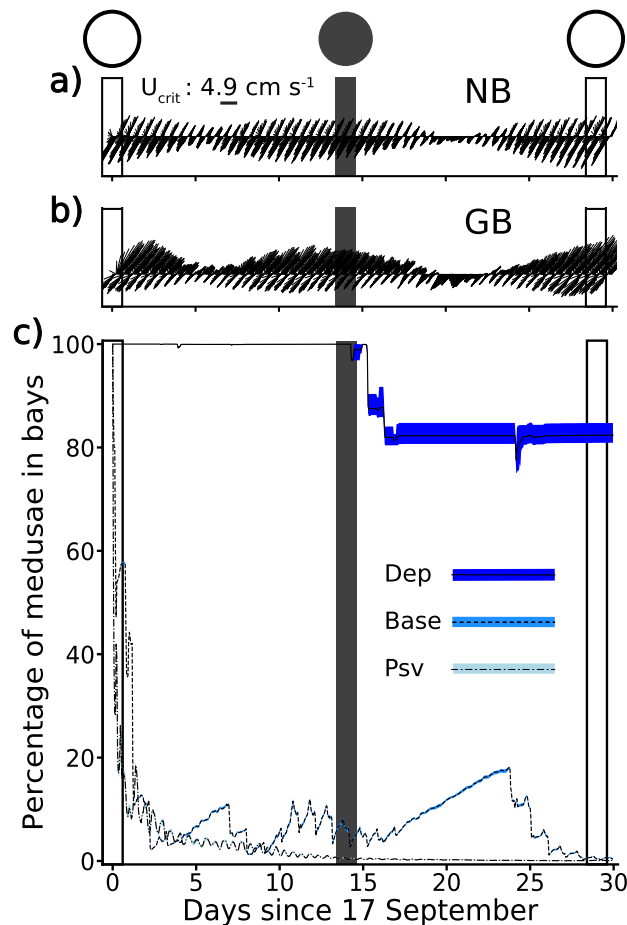 a)
U_crit : 4.9 cm s⁻¹
NB
b)
GB
c)
Percentage of medusae in bays
100
80
60
40
20
0
Dep
Base
Psv
0 5 10 15 20 25 30
Days since 17 September